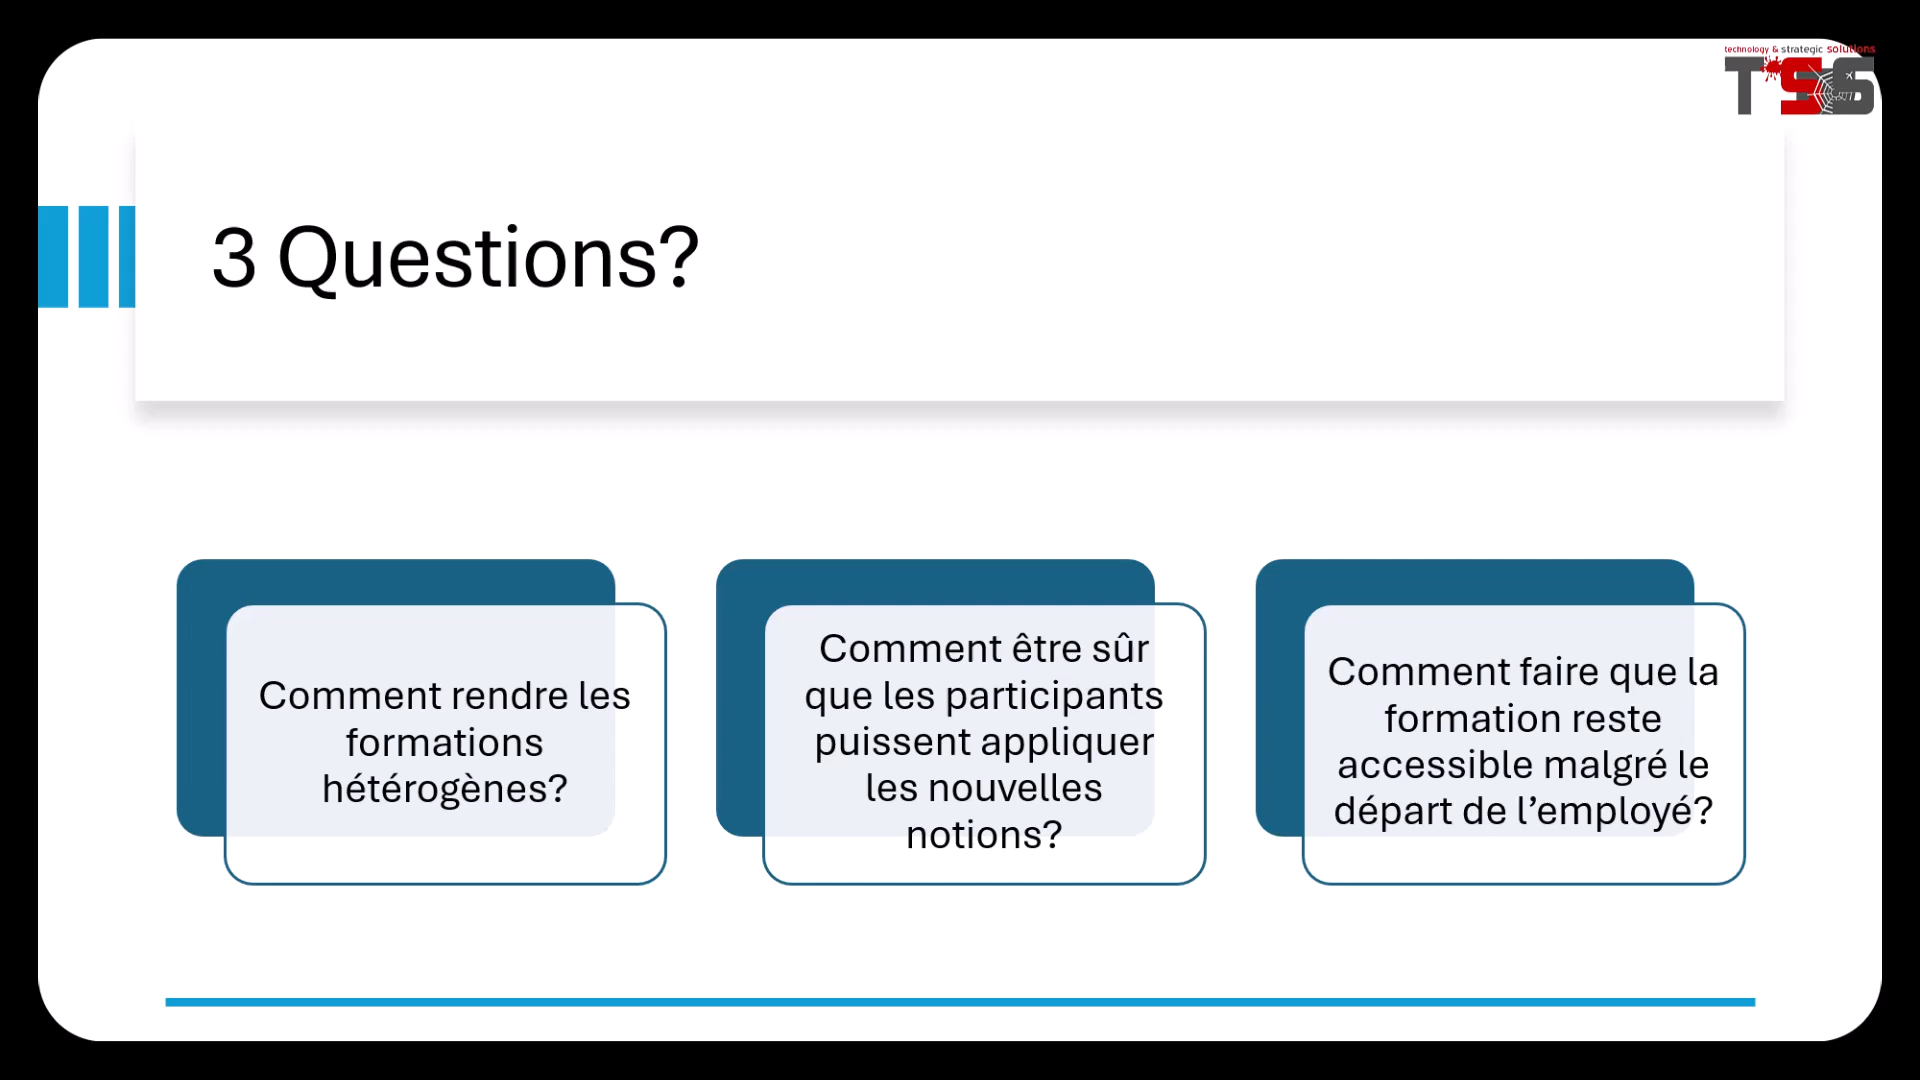 technology & strategic solutions
TSS
3 Questions?
Comment rendre les
formations
hétérogènes?
Comment être sûr
que les participants
puissent appliquer
les nouvelles
notions?
Comment faire que la
formation reste
accessible malgré le
départ de l’employé?